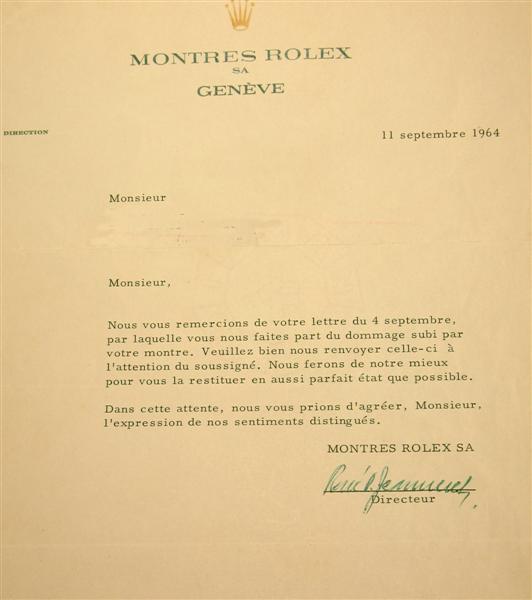 MONTRES ROLEX
SA
GENÈVE
DIRECTION
11 septembre 1964
Monsieur
Monsieur,
Nous vous remercions de votre lettre du 4 septembre,
par laquelle vous nous faites part du dommage subi par
votre montre. Veuillez bien nous renvoyer celle-ci à
l'attention du soussigné. Nous ferons de notre mieux
pour vous la restituer en aussi parfait état que possible.
Dans cette attente, nous vous prions d'agréer, Monsieur,
l'expression de nos sentiments distingués.
MONTRES ROLEX SA
Directeur